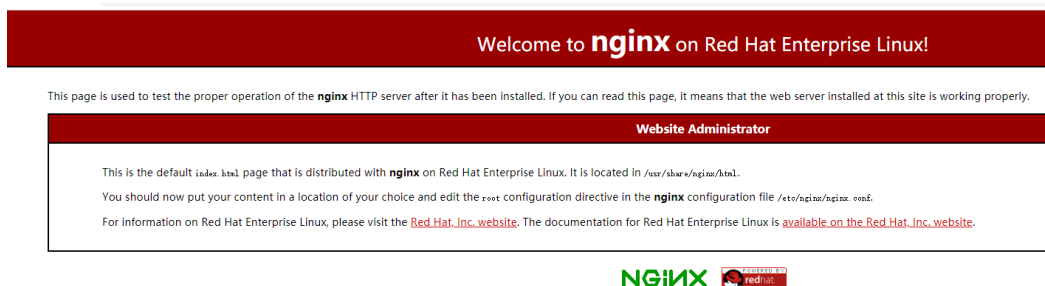 Welcome to nginx on Red Hat Enterprise Linux!
This page is used to test the proper operation of the nginx HTTP server after it has been installed. If you can read this page, it means that the web server installed at this site is working properly.
Website Administrator
This is the default index.html page that is distributed with nginx on Red Hat Enterprise Linux. It is located in /usr/share/nginx/html.
You should now put your content in a location of your choice and edit the root configuration directive in the nginx configuration file /etc/nginx/nginx.conf.
For information on Red Hat Enterprise Linux, please visit the Red Hat, Inc. website. The documentation for Red Hat Enterprise Linux is available on the Red Hat, Inc. website.
NGiNX POWERED BY redhat